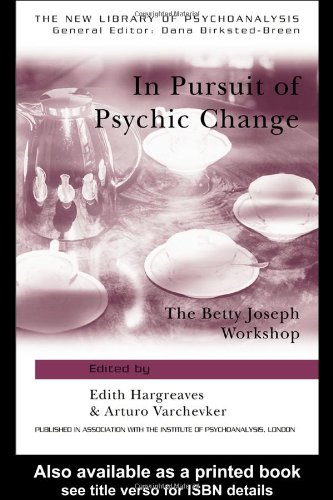 THE NEW LIBRARY OF PSYCHOANALYSIS
General Editor: Dana Birksted-Breen
In Pursuit of
Psychic Change
The Betty Joseph
Workshop
Edited by
Edith Hargreaves
& Arturo Varchevker
PUBLISHED IN ASSOCIATION WITH THE INSTITUTE OF PSYCHOANALYSIS, LONDON
Also available as a printed book
see title verso for ISBN details